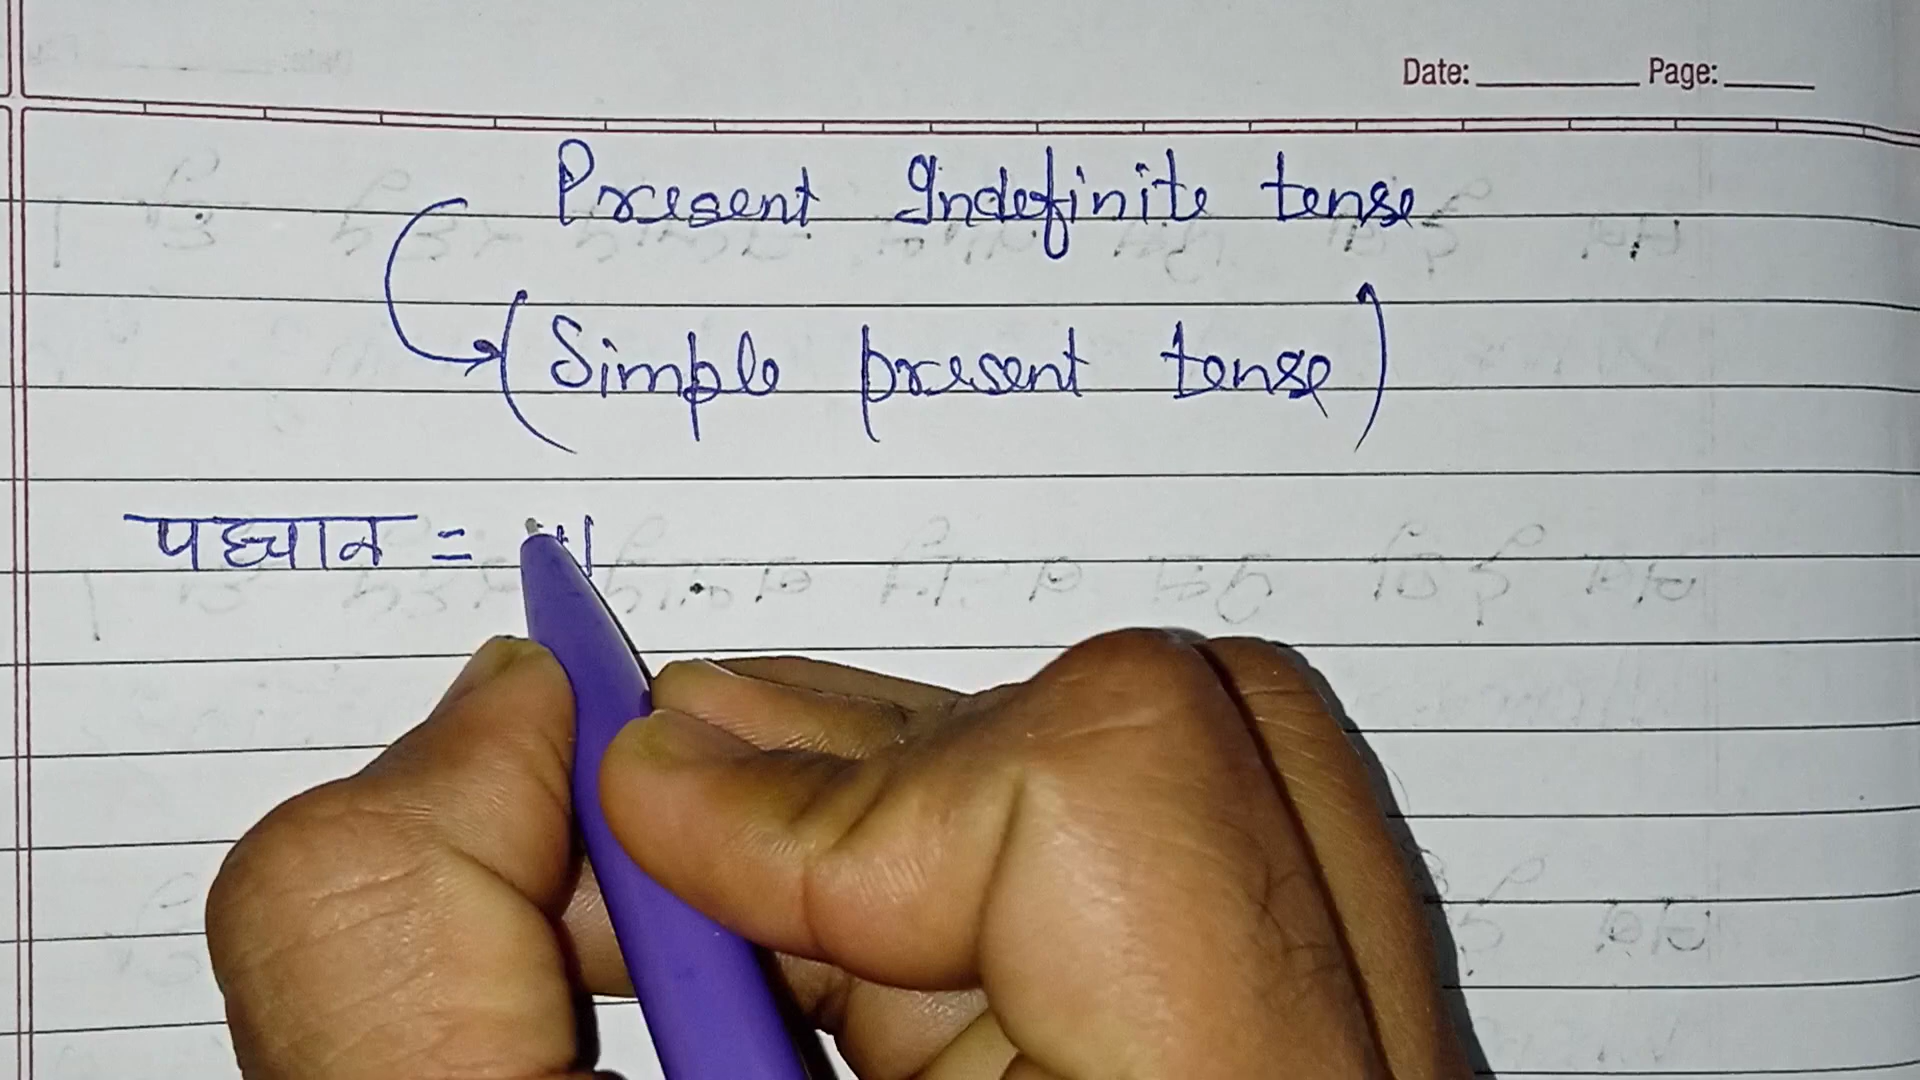 Date: Page:
Present Indefinite tense
(Simple present tense)
पहचान =